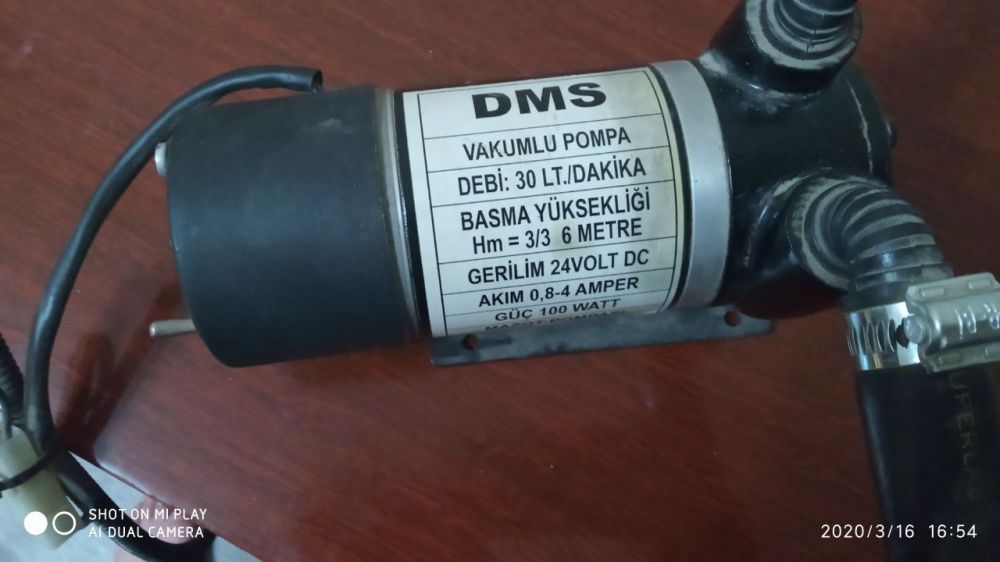 DMS
VAKUMLU POMPA
DEBİ: 30 LT./DAKİKA
BASMA YÜKSEKLİĞİ
Hm = 3/3 6 METRE
GERİLİM 24VOLT DC
AKIM 0,8-4 AMPER
GÜÇ 100 WATT
SHOT ON MI PLAY
AI DUAL CAMERA
2020/3/16 16:54